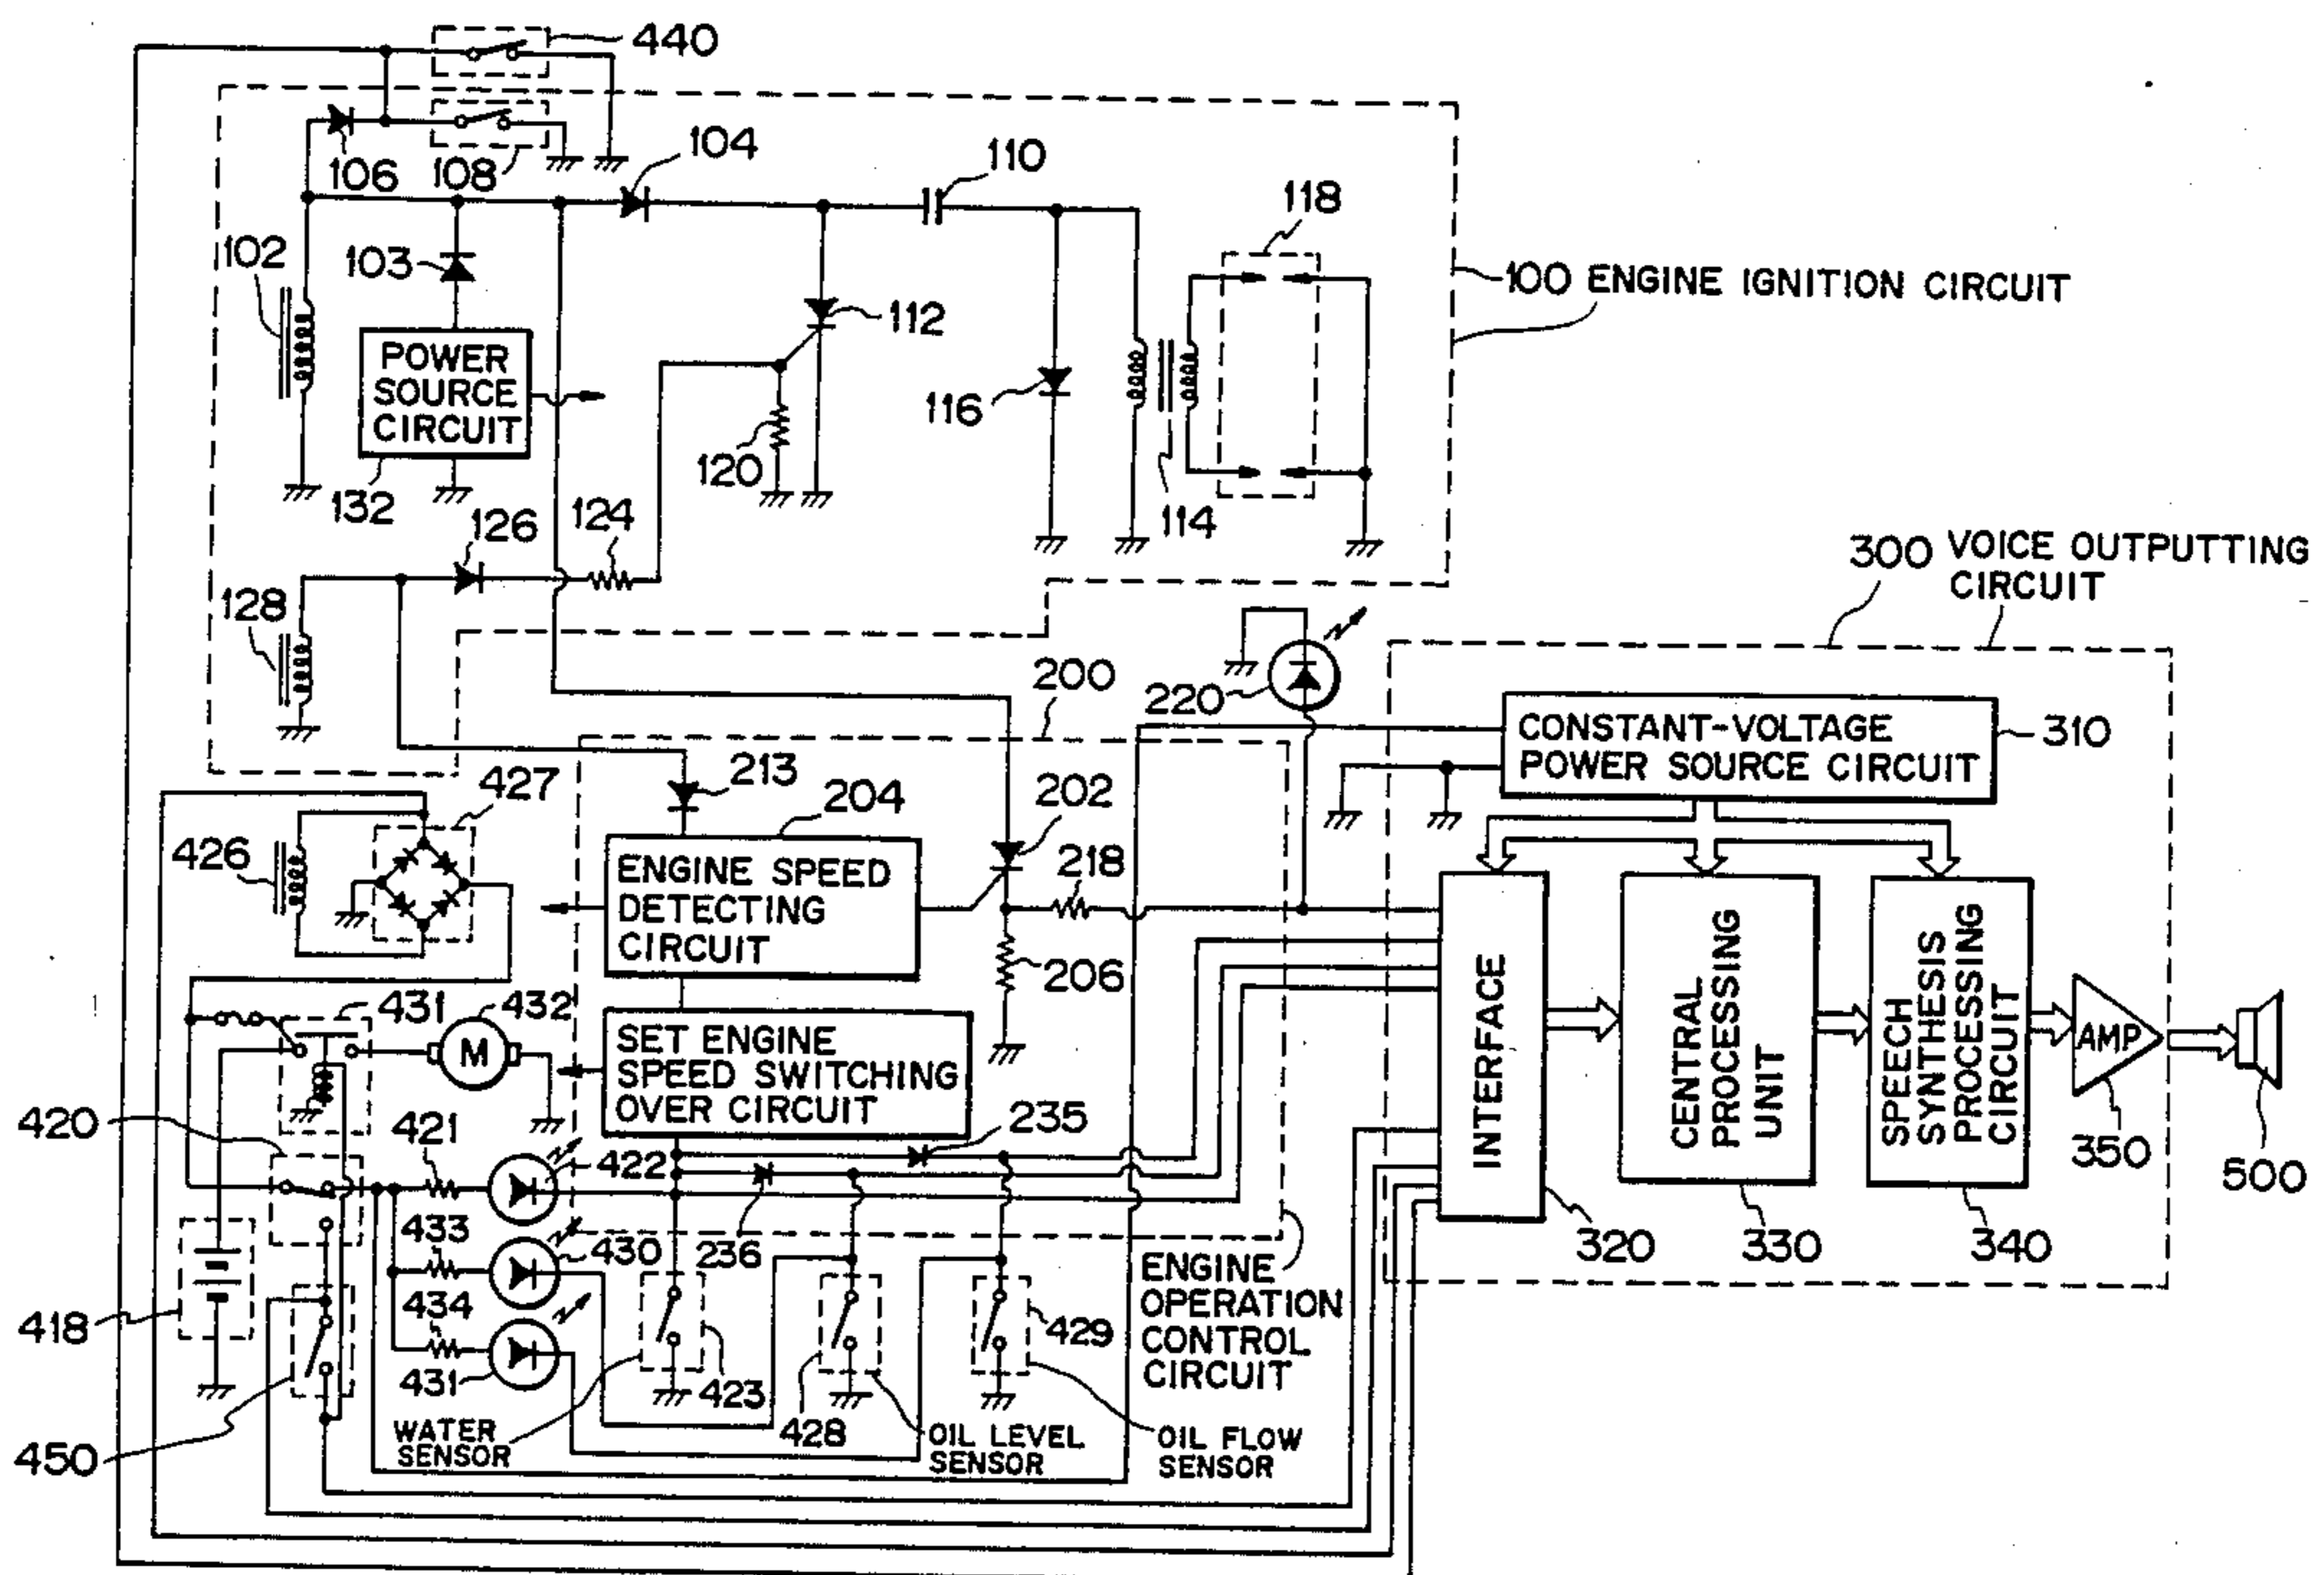 440
106
108
104
110
118
102
103
100 ENGINE IGNITION CIRCUIT
112
POWER
SOURCE
CIRCUIT
116
120
132
126
124
114
128
300 VOICE OUTPUTTING
CIRCUIT
200
220
CONSTANT-VOLTAGE
POWER SOURCE CIRCUIT
310
213
427
204
202
426
ENGINE SPEED
DETECTING
CIRCUIT
218
206
431
432
M
SET ENGINE
SPEED SWITCHING
OVER CIRCUIT
INTERFACE
CENTRAL
PROCESSING
UNIT
SPEECH
SYNTHESIS
PROCESSING
CIRCUIT
AMP
350
500
420
421
422
235
433
430
236
320
330
340
418
434
431
423
428
429
ENGINE
OPERATION
CONTROL
CIRCUIT
450
WATER
SENSOR
OIL LEVEL
SENSOR
OIL FLOW
SENSOR